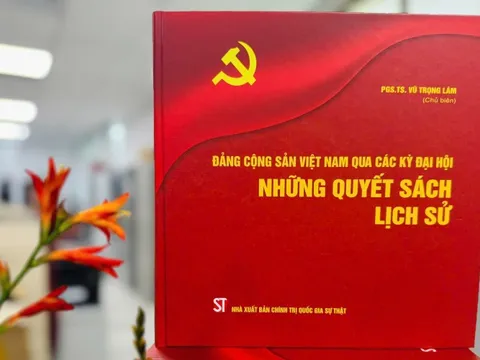 PGS.TS. VŨ TRỌNG LÂM
(Chủ biên)
ĐẢNG CỘNG SẢN VIỆT NAM QUA CÁC KỲ ĐẠI HỘI
NHỮNG QUYẾT SÁCH
LỊCH SỬ
ST NHÀ XUẤT BẢN CHÍNH TRỊ QUỐC GIA SỰ THẬT